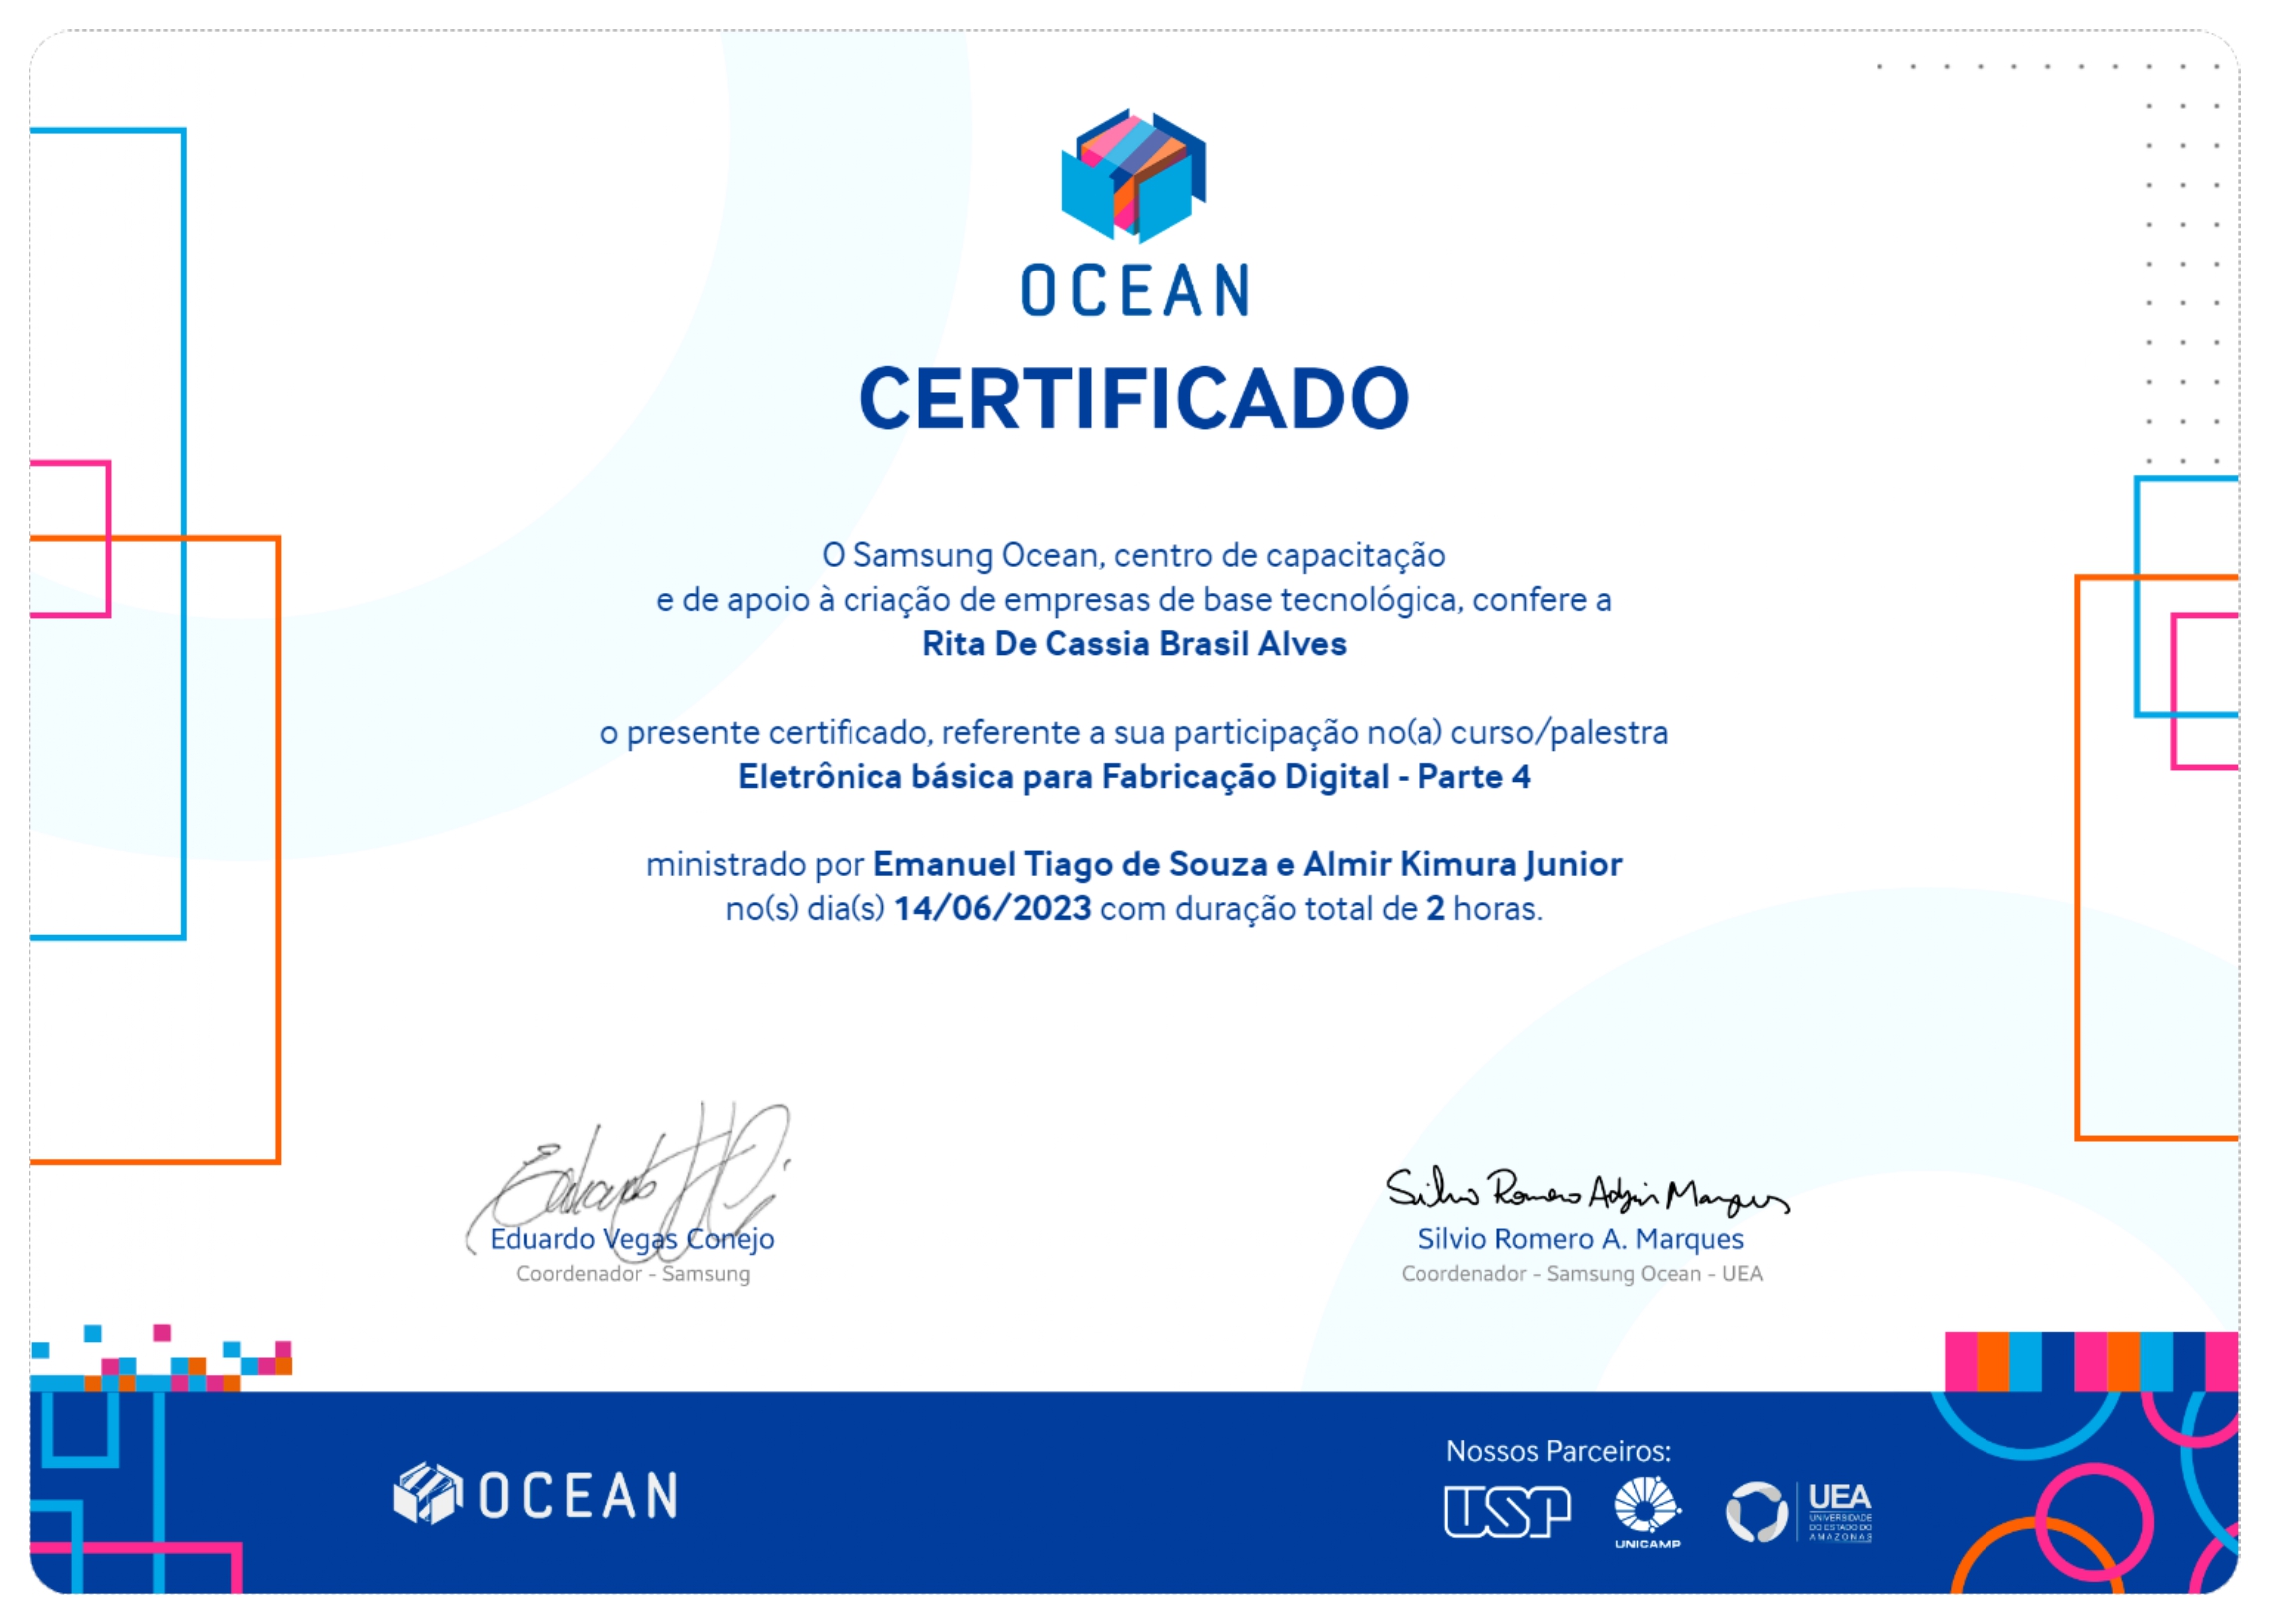 OCEAN
CERTIFICADO
O Samsung Ocean, centro de capacitação
e de apoio à criação de empresas de base tecnológica, confere a
Rita De Cassia Brasil Alves
o presente certificado, referente a sua participação no(a) curso/palestra
Eletrônica básica para Fabricação Digital - Parte 4
ministrado por Emanuel Tiago de Souza e Almir Kimura Junior
no(s) dia(s) 14/06/2023 com duração total de 2 horas.
Eduardo
Eduardo Vegas Conejo
Coordenador - Samsung
Silvio Romero Marques
Silvio Romero A. Marques
Coordenador - Samsung Ocean - UEA
OCEAN
Nossos Parceiros:
USP
UNICAMP
UEA
UNIVERSIDADE
DO ESTADO DO
AMAZONAS